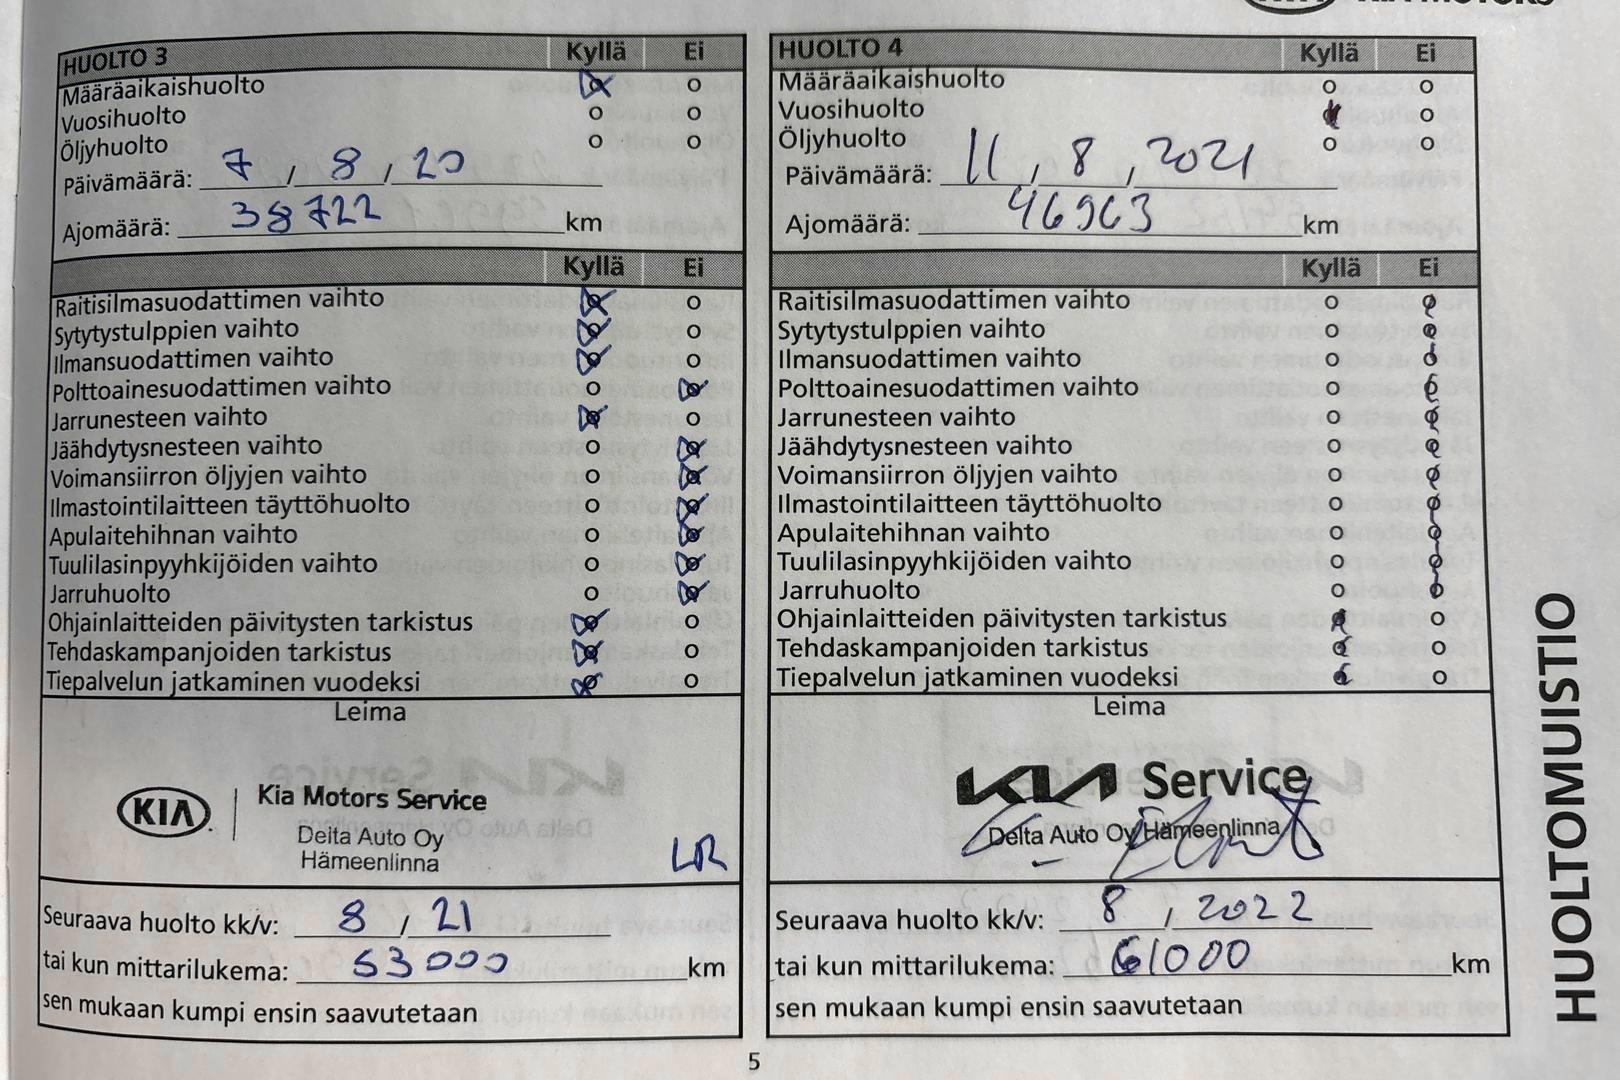 KIA MOTORS
HUOLTO 3 Kyllä Ei
Määräaikaishuolto
Vuosihuolto
Öljyhuolto
Päivämäärä: 7 / 8 / 20
Ajomäärä: 38722 km
Kyllä Ei
Raitisilmasuodattimen vaihto
Sytytystulppien vaihto
Ilmansuodattimen vaihto
Polttoainesuodattimen vaihto
Jarrunesteen vaihto
Jäähdytysnesteen vaihto
Voimansiirron öljyjen vaihto
Ilmastointilaitteen täyttöhuolto
Apulaitehihnan vaihto
Tuulilasinpyyhkijöiden vaihto
Jarruhuolto
Ohjainlaitteiden päivitysten tarkistus
Tehdaskampanjoiden tarkistus
Tiepalvelun jatkaminen vuodeksi
Leima
KIA Kia Motors Service
Delta Auto Oy
Hämeenlinna
LR
Seuraava huolto kk/v: 8 / 21
tai kun mittarilukema: 53000 km
sen mukaan kumpi ensin saavutetaan
HUOLTO 4 Kyllä Ei
Määräaikaishuolto
Vuosihuolto
Öljyhuolto
Päivämäärä: 11 / 8 / 2021
Ajomäärä: 46963 km
Kyllä Ei
Raitisilmasuodattimen vaihto
Sytytystulppien vaihto
Ilmansuodattimen vaihto
Polttoainesuodattimen vaihto
Jarrunesteen vaihto
Jäähdytysnesteen vaihto
Voimansiirron öljyjen vaihto
Ilmastointilaitteen täyttöhuolto
Apulaitehihnan vaihto
Tuulilasinpyyhkijöiden vaihto
Jarruhuolto
Ohjainlaitteiden päivitysten tarkistus
Tehdaskampanjoiden tarkistus
Tiepalvelun jatkaminen vuodeksi
Leima
KIA Service
Delta Auto Oy Hämeenlinna
Seuraava huolto kk/v: 8 / 2022
tai kun mittarilukema: 61000 km
sen mukaan kumpi ensin saavutetaan
HUOLTOMUISTIO
5